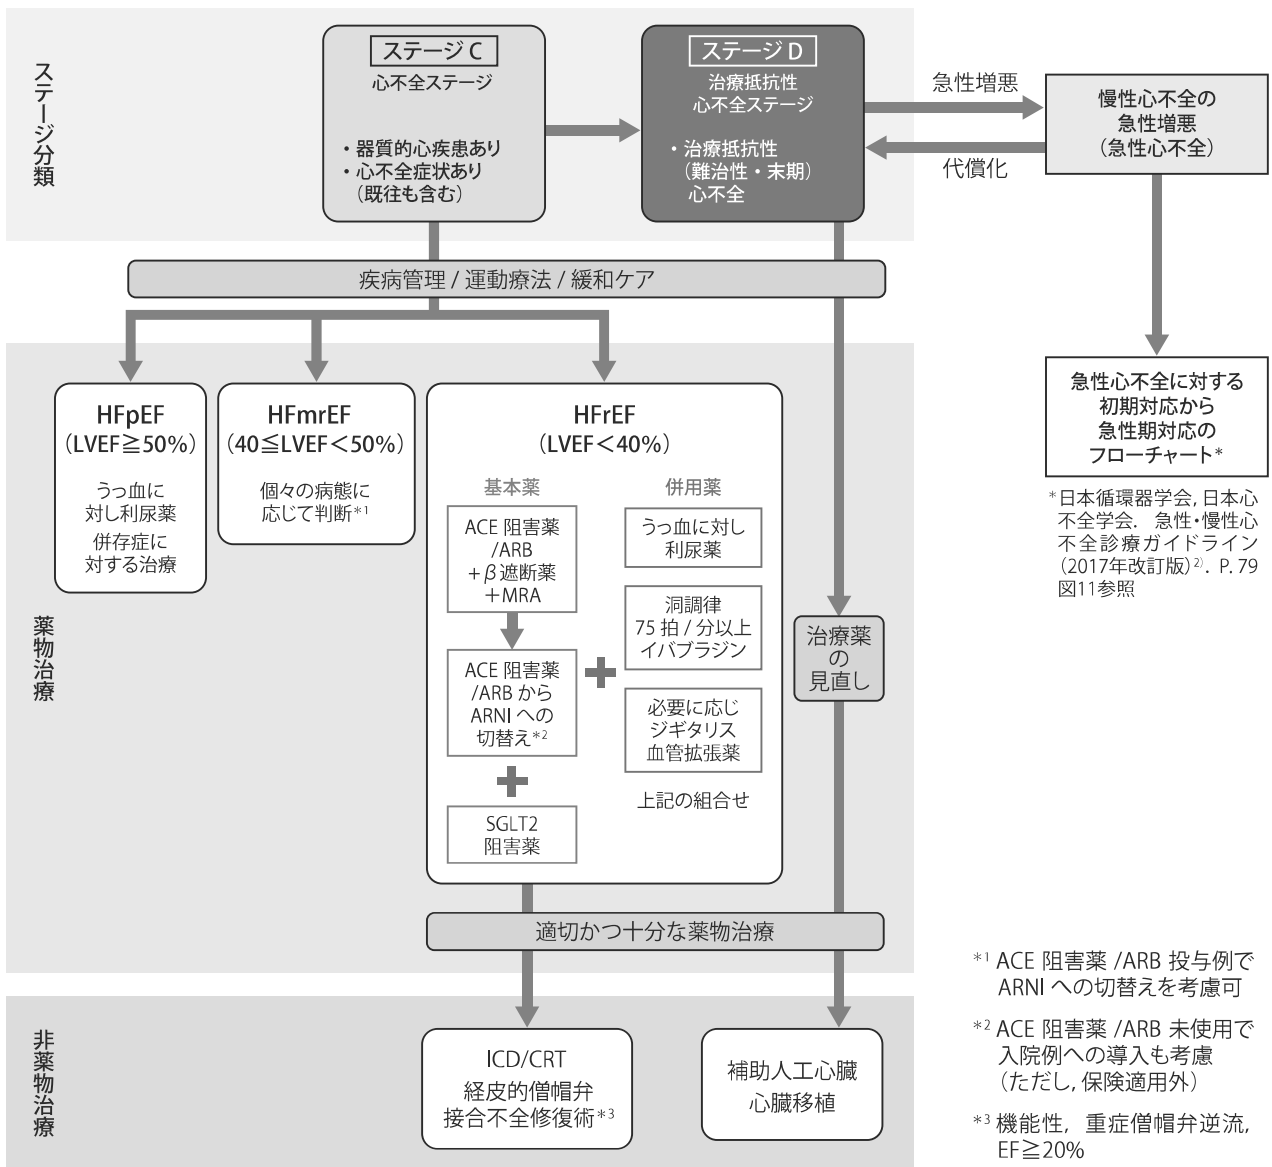 ステージ分類
ステージ C
心不全ステージ
・器質的心疾患あり
・心不全症状あり
（既往も含む）
ステージ D
治療抵抗性
心不全ステージ
・治療抵抗性
（難治性・末期）
心不全
急性増悪
代償化
慢性心不全の
急性増悪
（急性心不全）
疾病管理 / 運動療法 / 緩和ケア
急性心不全に対する
初期対応から
急性期対応の
フローチャート*
*日本循環器学会, 日本心
不全学会． 急性・慢性心
不全診療ガイドライン
（2017年改訂版）2）. P. 79
図11参照
薬物治療
HFpEF
（LVEF≧50%）
うっ血に
対し利尿薬
併存症に
対する治療
HFmrEF
（40≦LVEF＜50%）
個々の病態に
応じて判断*1
HFrEF
（LVEF＜40%）
基本薬
ACE 阻害薬
/ARB
＋β遮断薬
＋MRA
ACE 阻害薬
/ARB から
ARNI への
切替え*2
SGLT2
阻害薬
併用薬
うっ血に対し
利尿薬
洞調律
75 拍 / 分以上
イバブラジン
必要に応じ
ジギタリス
血管拡張薬
上記の組合せ
治療薬
の
見直し
適切かつ十分な薬物治療
非薬物治療
ICD/CRT
経皮的僧帽弁
接合不全修復術*3
補助人工心臓
心臓移植
*1 ACE 阻害薬 /ARB 投与例で
ARNI への切替えを考慮可
*2 ACE 阻害薬 /ARB 未使用で
入院例への導入も考慮
（ただし, 保険適用外）
*3 機能性， 重症僧帽弁逆流,
EF≧20%